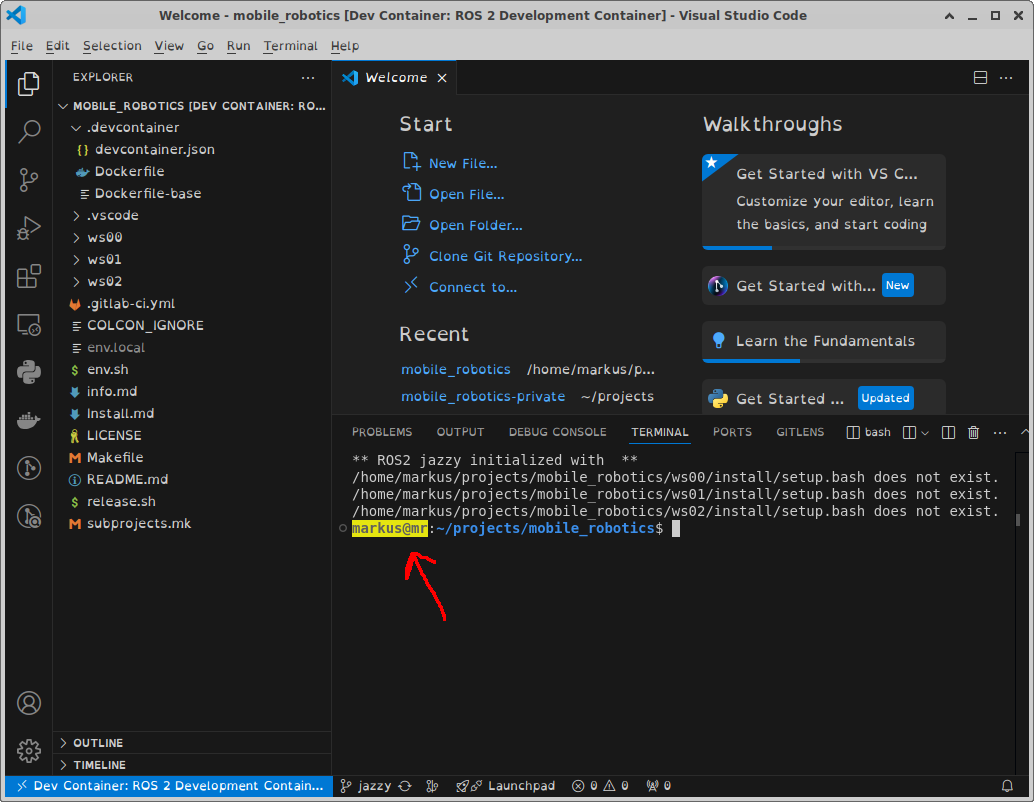 Welcome - mobile_robotics [Dev Container: ROS 2 Development Container] - Visual Studio Code
File Edit Selection View Go Run Terminal Help
EXPLORER
MOBILE_ROBOTICS [DEV CONTAINER: RO...
.devcontainer
{} devcontainer.json
Dockerfile
Dockerfile-base
.vscode
ws00
ws01
ws02
.gitlab-ci.yml
COLCON_IGNORE
env.local
$ env.sh
info.md
Install.md
LICENSE
Makefile
README.md
$ release.sh
subprojects.mk
OUTLINE
TIMELINE
Welcome
Start
New File...
Open File...
Open Folder...
Clone Git Repository...
Connect to...
Recent
mobile_robotics /home/markus/p...
mobile_robotics-private ~/projects
Walkthroughs
Get Started with VS C...
Customize your editor, learn
the basics, and start coding
Get Started with... New
Learn the Fundamentals
Get Started ... Updated
PROBLEMS OUTPUT DEBUG CONSOLE TERMINAL PORTS GITLENS bash
** ROS2 jazzy initialized with  **
/home/markus/projects/mobile_robotics/ws00/install/setup.bash does not exist.
/home/markus/projects/mobile_robotics/ws01/install/setup.bash does not exist.
/home/markus/projects/mobile_robotics/ws02/install/setup.bash does not exist.
markus@mr:~/projects/mobile_robotics$
Dev Container: ROS 2 Development Contain... jazzy Launchpad 0 0 0